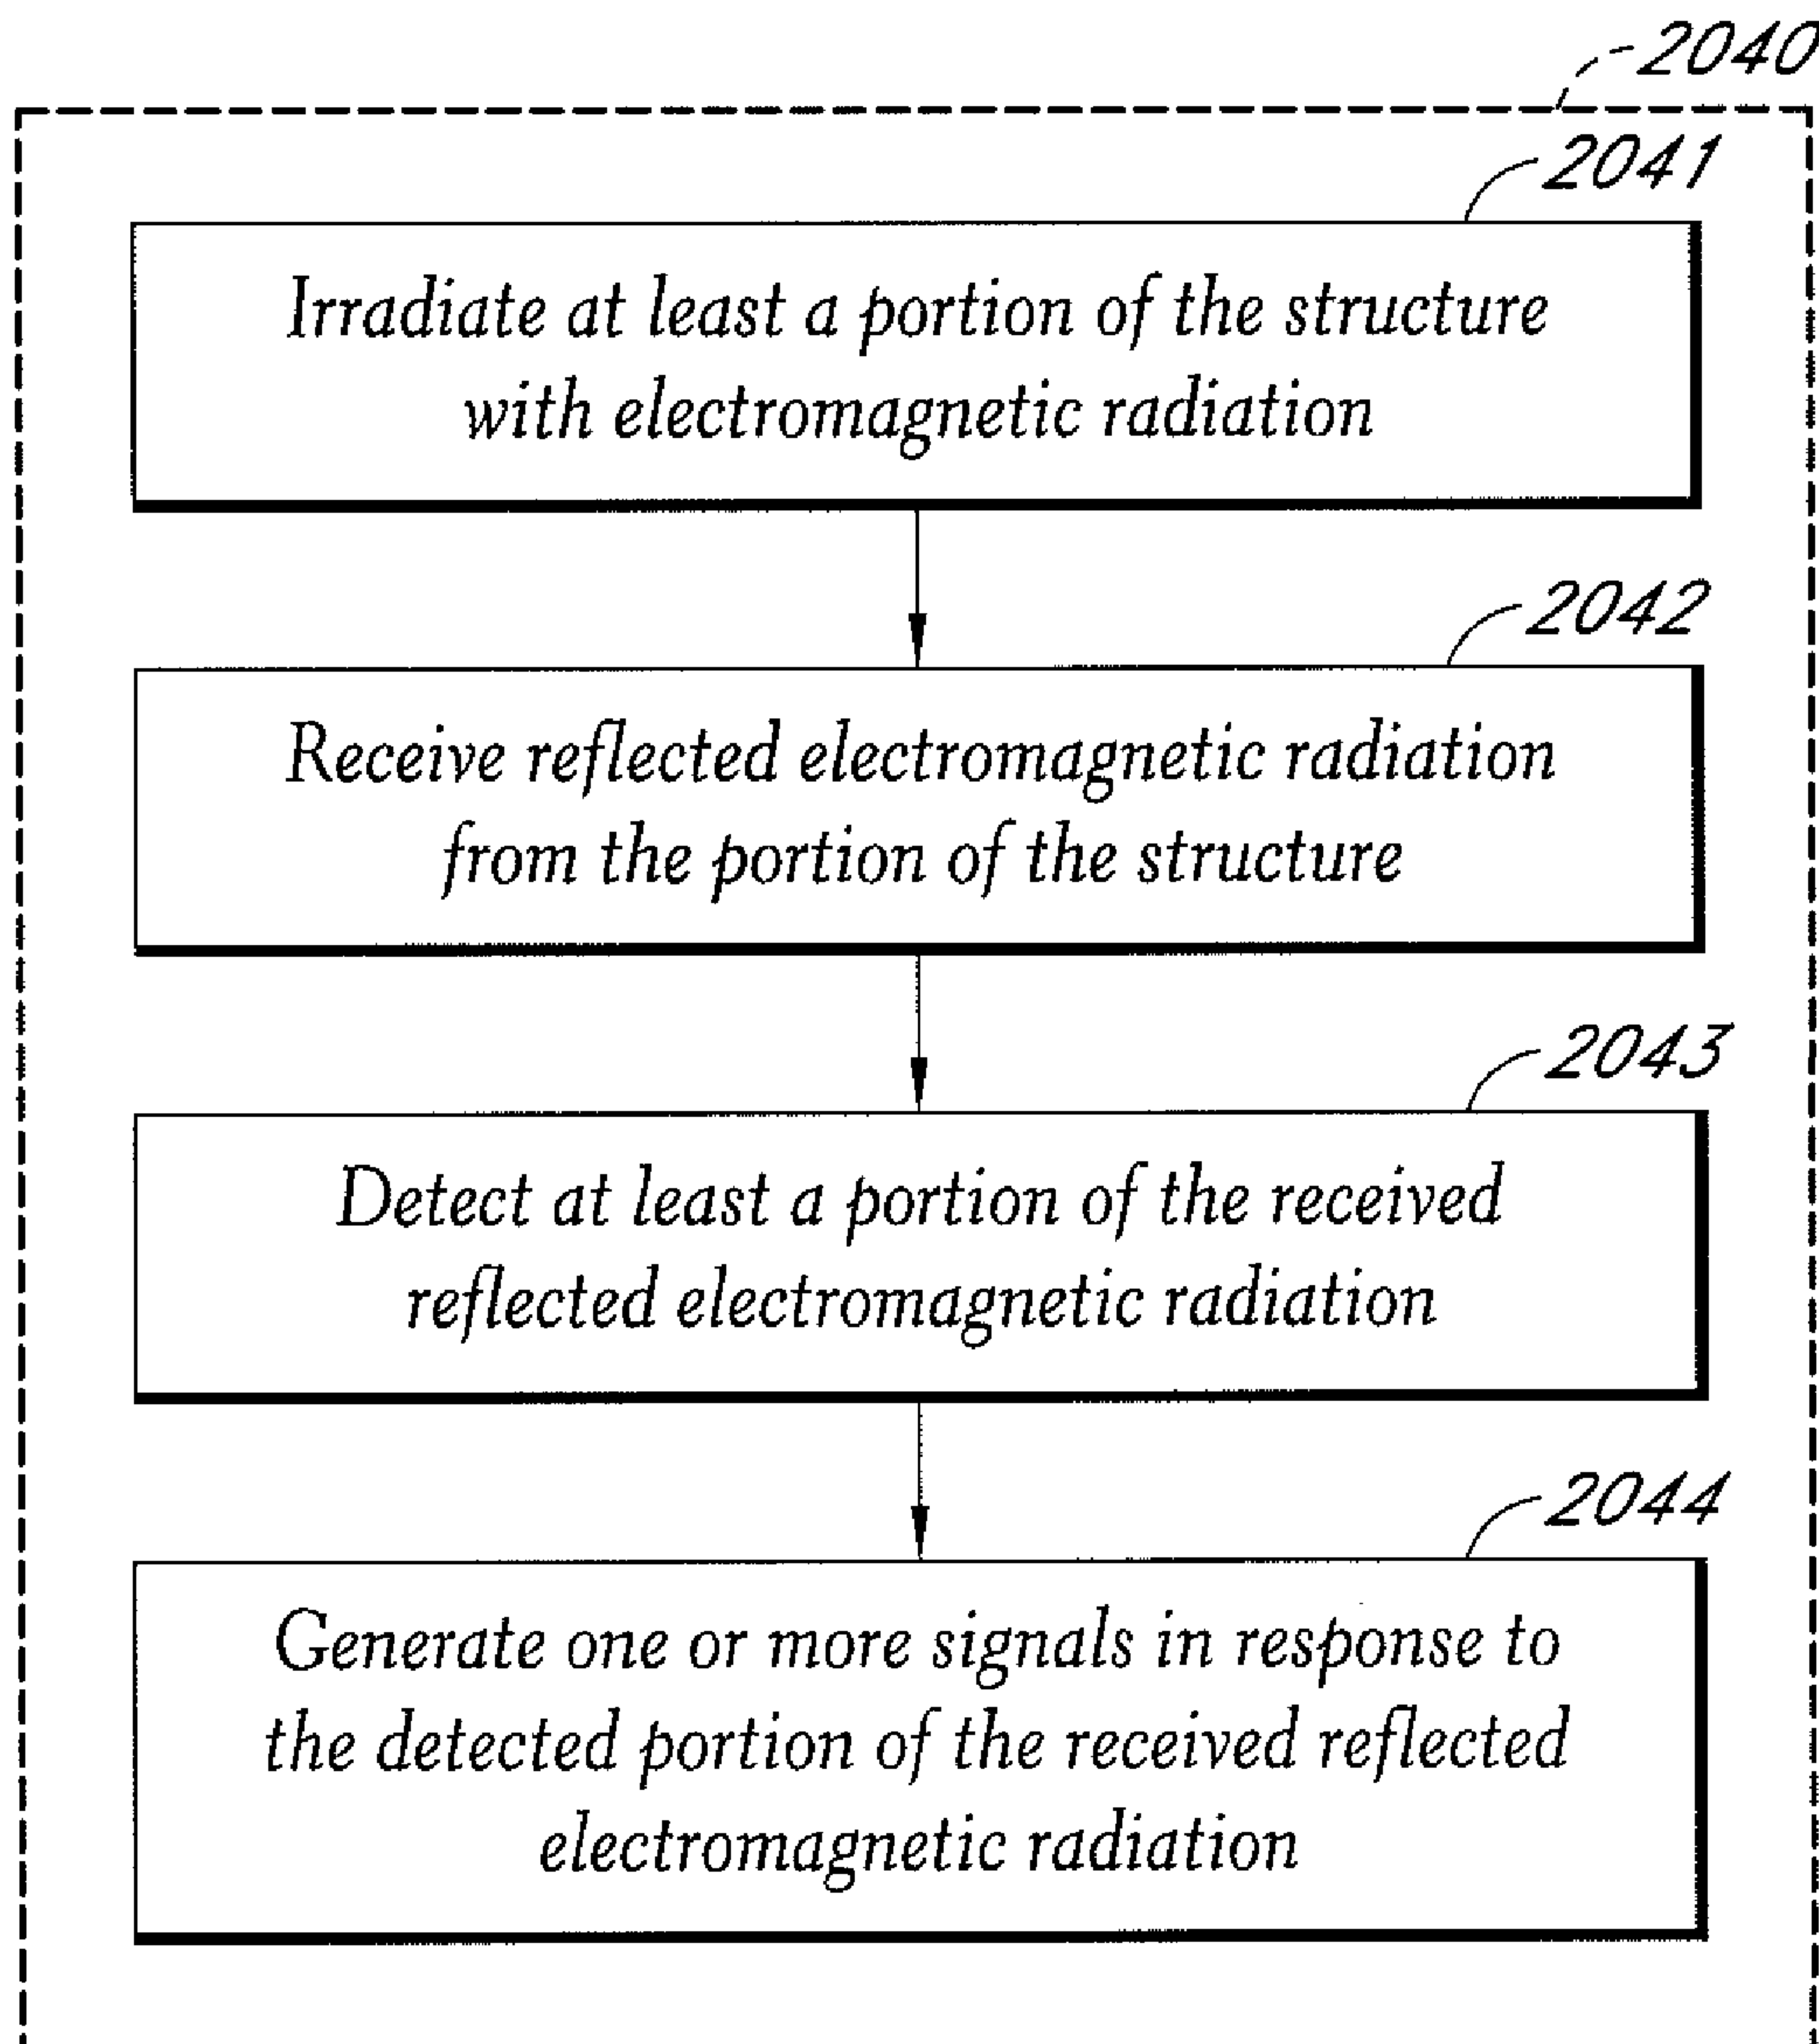 2040
2041
Irradiate at least a portion of the structure
with electromagnetic radiation
2042
Receive reflected electromagnetic radiation
from the portion of the structure
2043
Detect at least a portion of the received
reflected electromagnetic radiation
2044
Generate one or more signals in response to
the detected portion of the received reflected
electromagnetic radiation